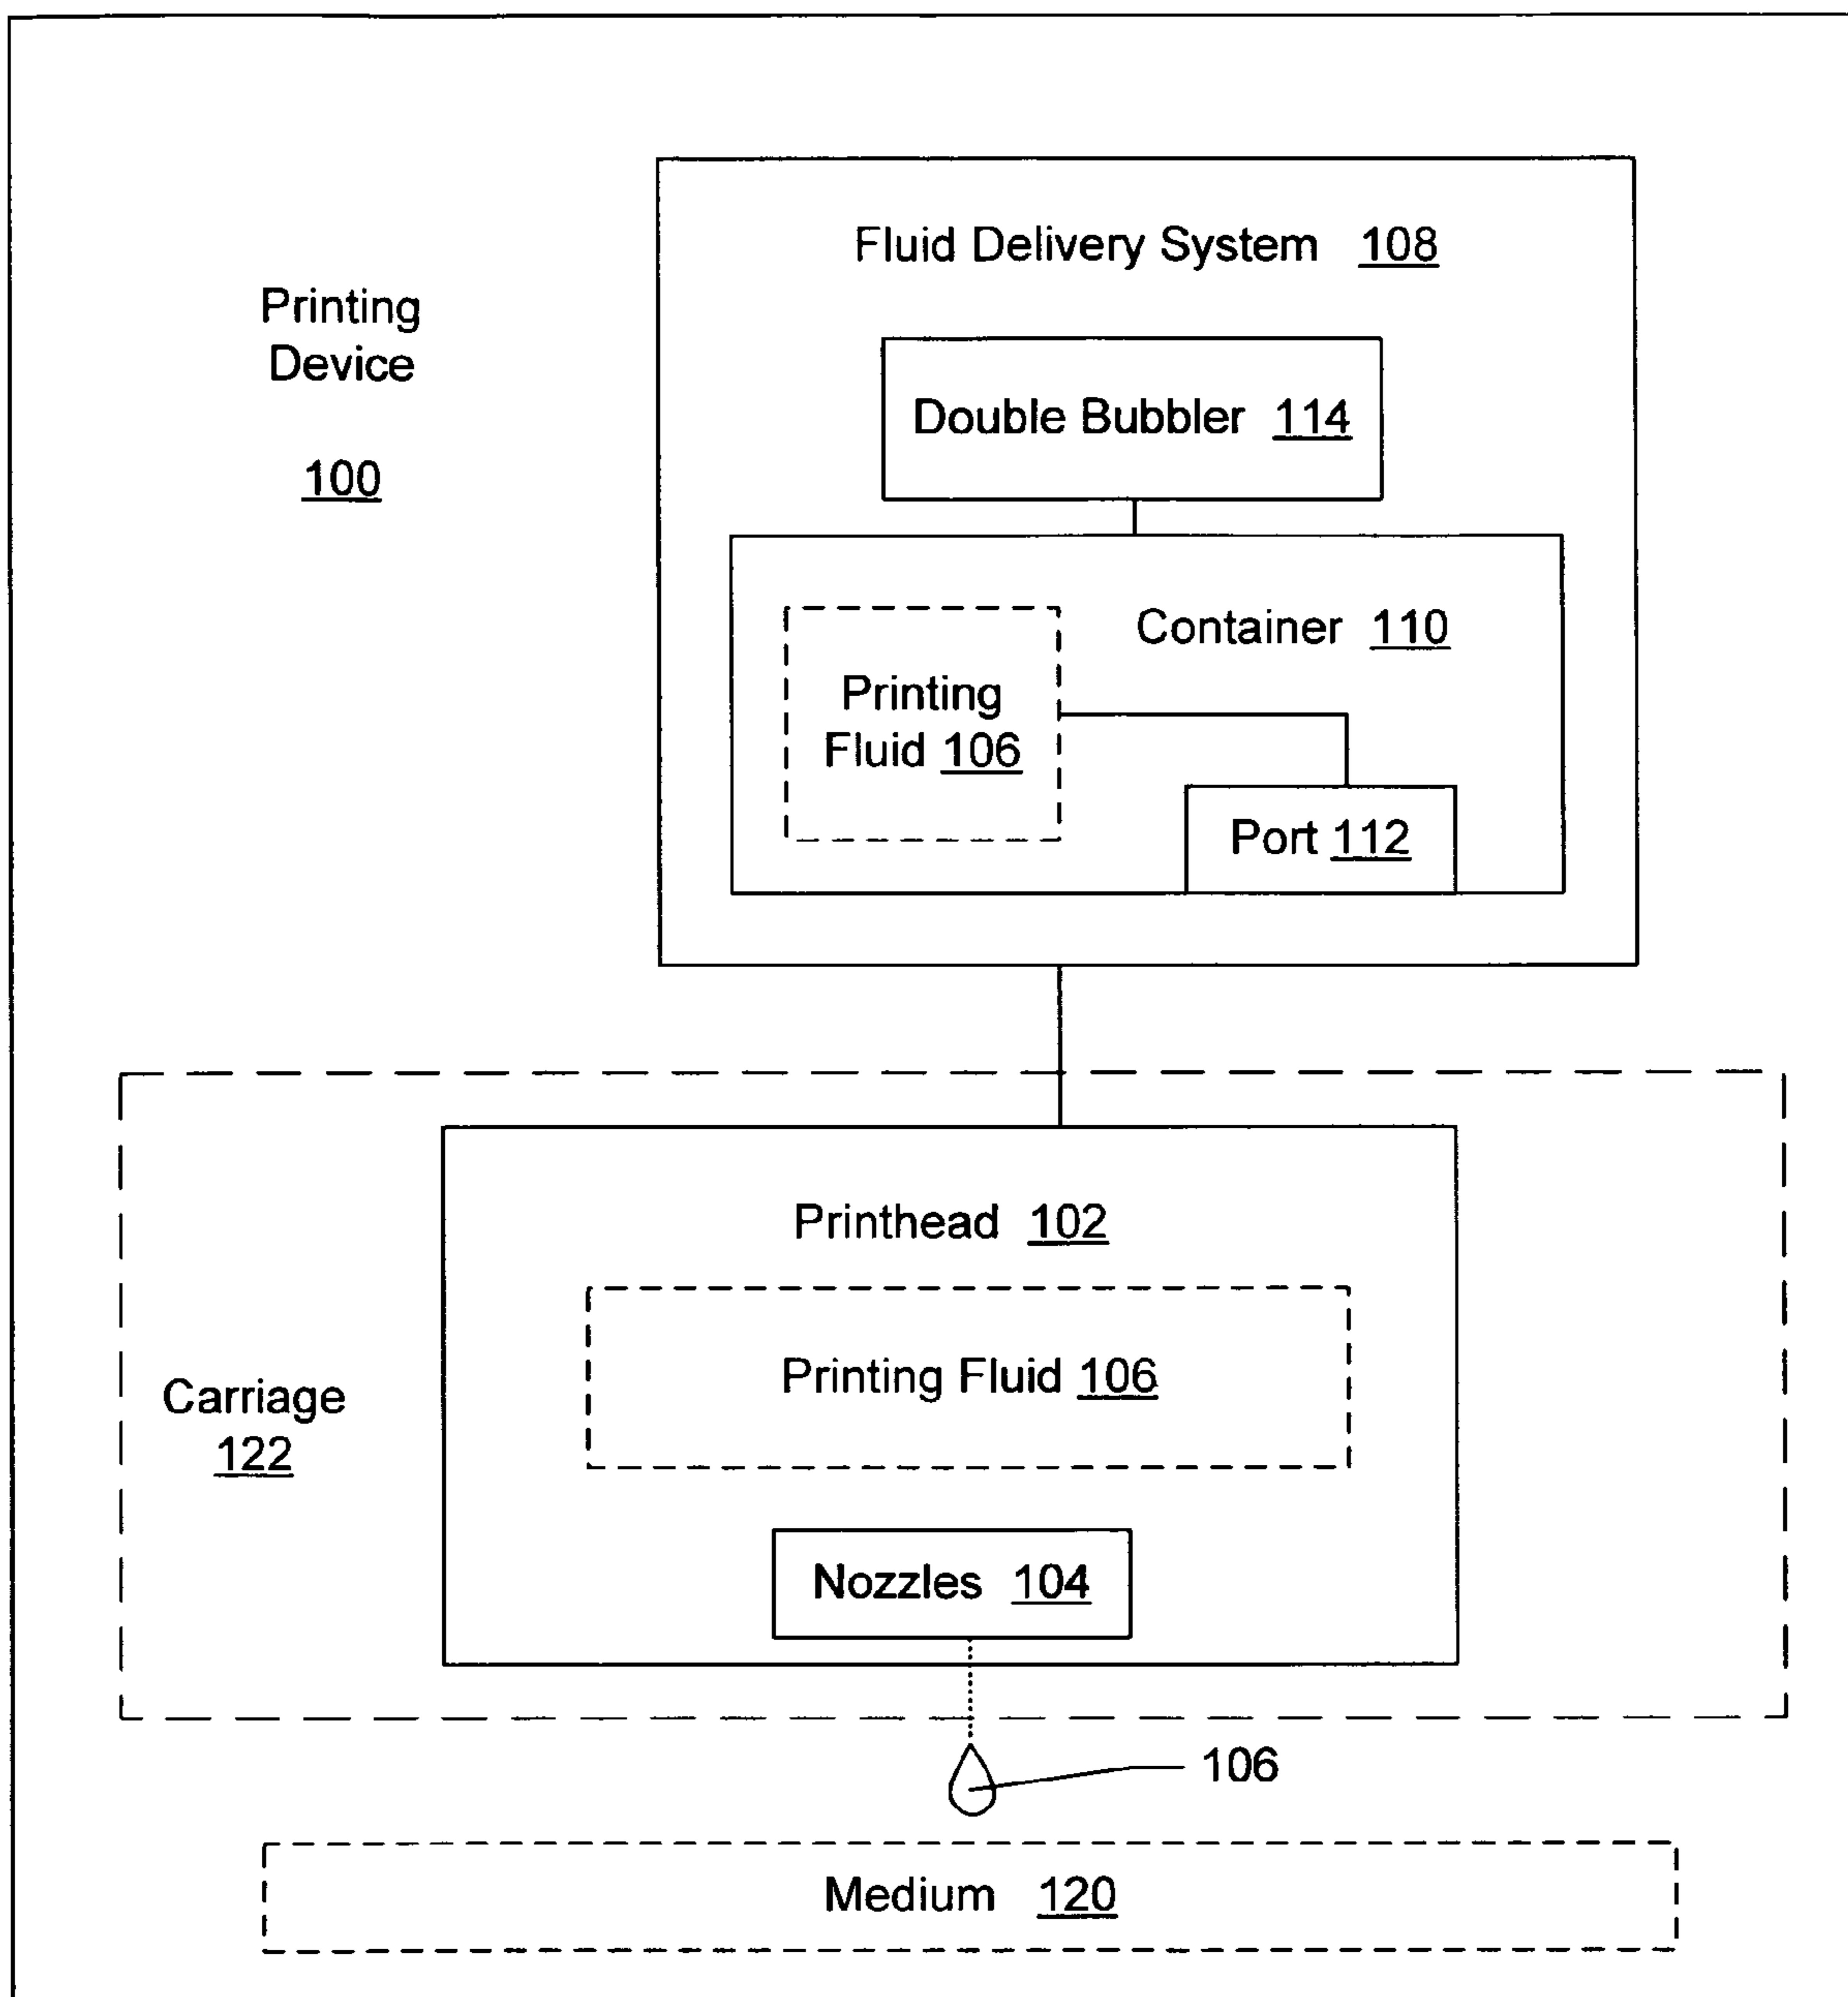 Printing
Device
100
Fluid Delivery System 108
Double Bubbler 114
Container 110
Printing
Fluid 106
Port 112
Printhead 102
Printing Fluid 106
Carriage
122
Nozzles 104
106
Medium 120